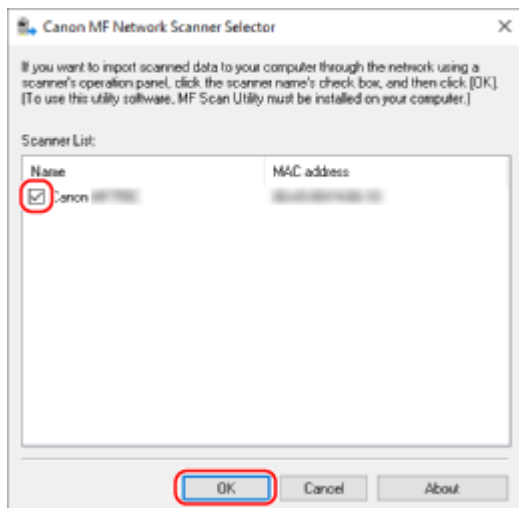 Canon MF Network Scanner Selector
If you want to import scanned data to your computer through the network using a
scanner's operation panel, click the scanner name's check box, and then click [OK].
(To use this utility software, MF Scan Utility must be installed on your computer.)
Scanner List:
Name MAC address
Canon
OK Cancel About